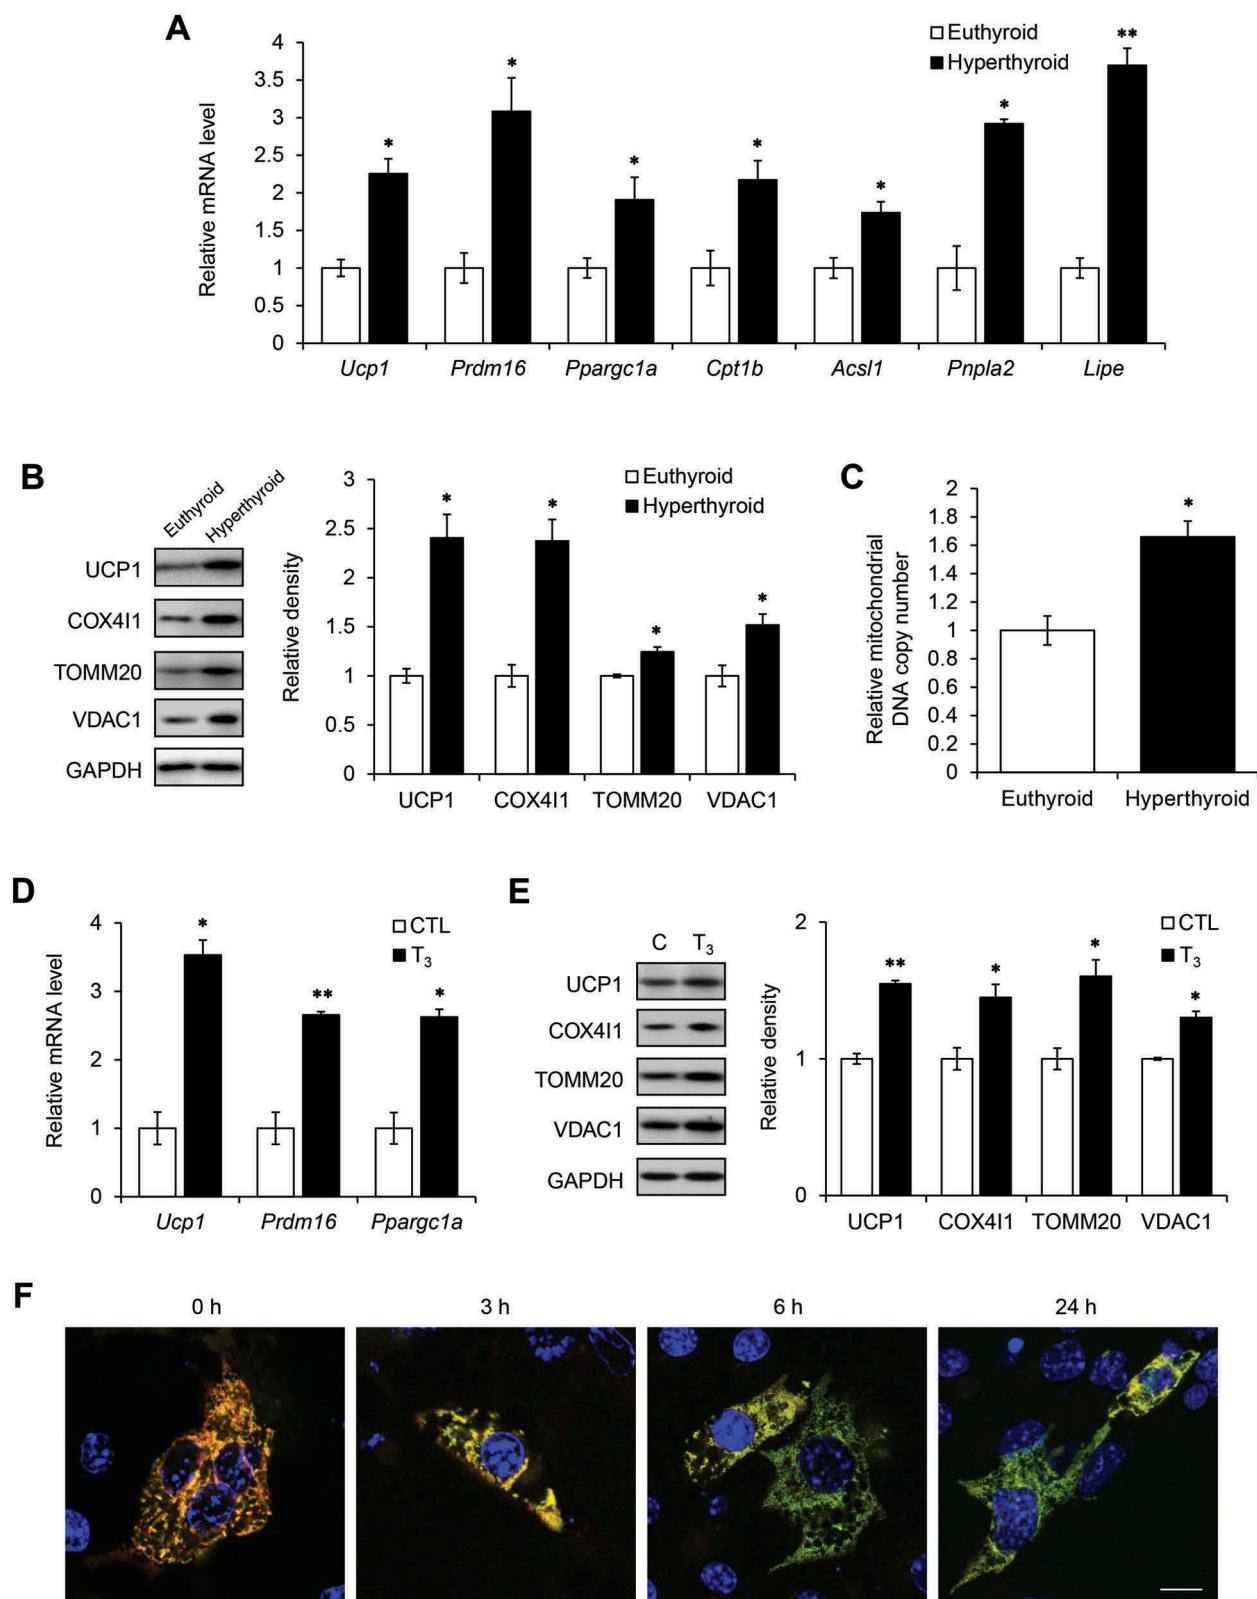 A
Euthyroid
Hyperthyroid
Relative mRNA level
4
3.5
3
2.5
2
1.5
1
0.5
0
* * * * * * **
Ucp1 Prdm16 Ppargc1a Cpt1b Acsl1 Pnpla2 Lipe
B
Euthyroid Hyperthyroid
UCP1
COX4I1
TOMM20
VDAC1
GAPDH
Euthyroid
Hyperthyroid
Relative density
3
2.5
2
1.5
1
0.5
0
* * * *
UCP1 COX4I1 TOMM20 VDAC1
C
Relative mitochondrial
DNA copy number
2
1.8
1.6
1.4
1.2
1
0.8
0.6
0.4
0.2
0
*
Euthyroid Hyperthyroid
D
CTL
T3
Relative mRNA level
4
3
2
1
0
* ** *
Ucp1 Prdm16 Ppargc1a
E
C T3
UCP1
COX4I1
TOMM20
VDAC1
GAPDH
CTL
T3
Relative density
2
1
0
** * * *
UCP1 COX4I1 TOMM20 VDAC1
F
0 h 3 h 6 h 24 h